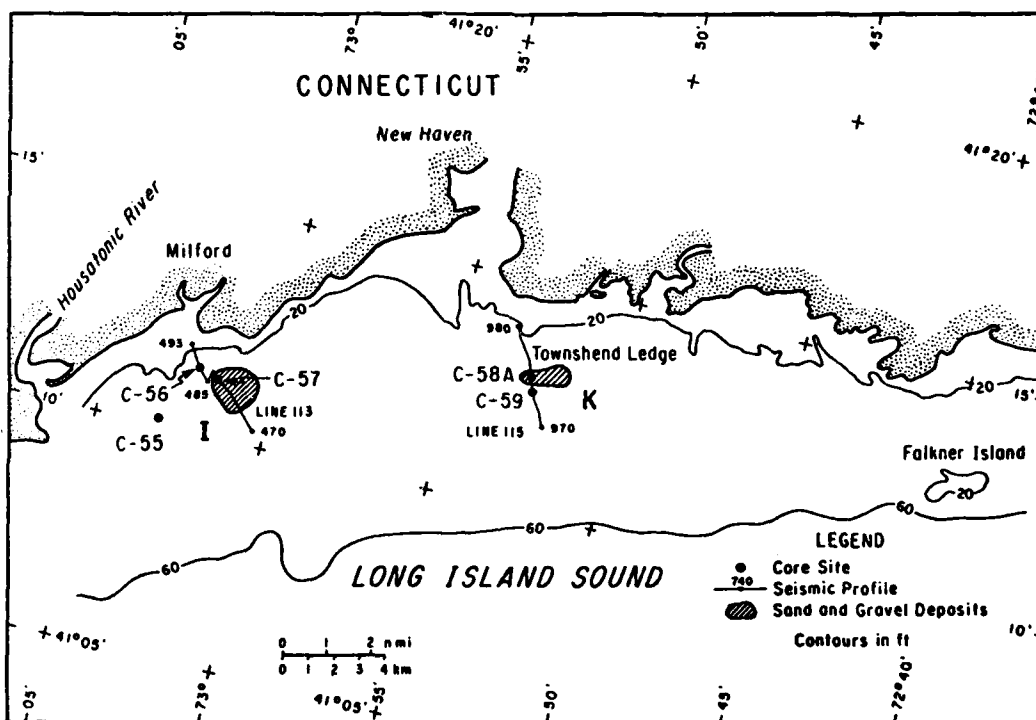 05'
73°
41°20'
55'
50'
45'
72°
CONNECTICUT
New Haven
15'
41°20'
Housatonic River
Milford
20
493
980
20
Townshend Ledge
C-58A
C-57
C-56
485
10'
C-59
K
20
15'
LINE 113
I
470
C-55
LINE 115
970
Falkner Island
20
60
60
60
LEGEND
LONG ISLAND SOUND
Core Site
740
Seismic Profile
Sand and Gravel Deposits
Contours in ft
41°05'
10'
0 1 2 n mi
0 1 2 3 4 km
05'
73°
41°05'
55'
50'
45'
72°40'